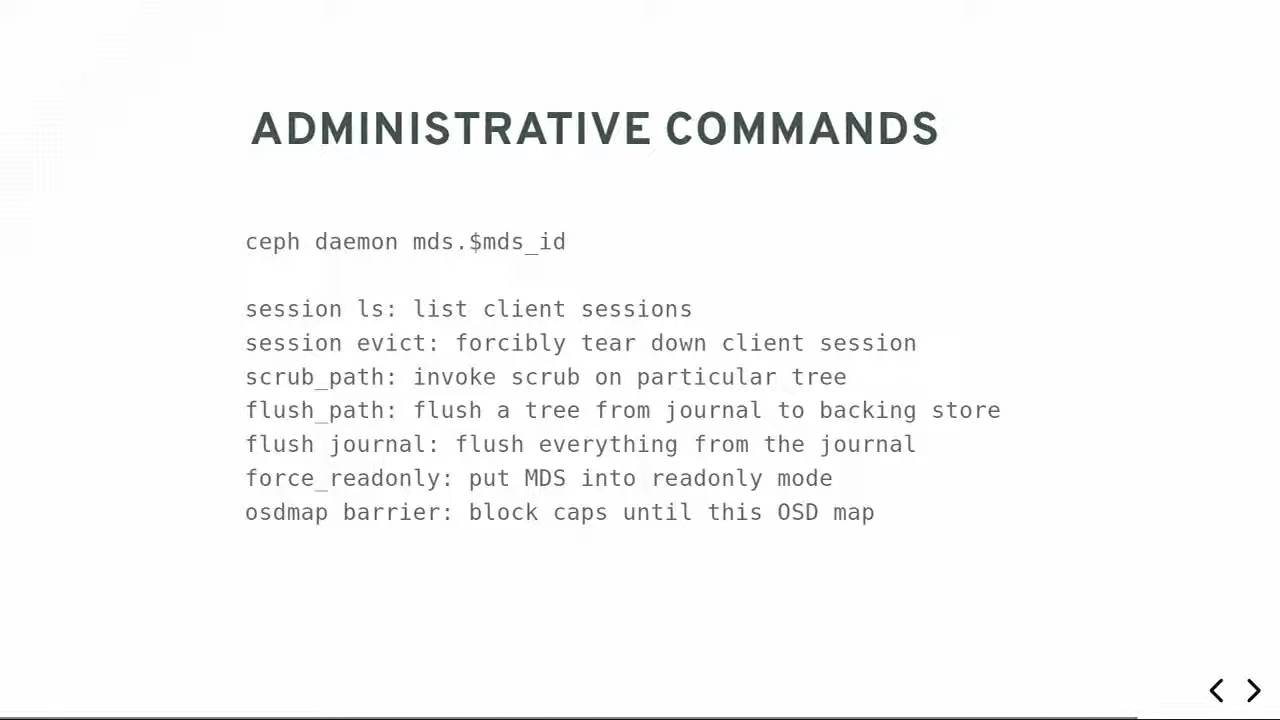 ADMINISTRATIVE COMMANDS
ceph daemon mds.$mds_id
session ls: list client sessions
session evict: forcibly tear down client session
scrub_path: invoke scrub on particular tree
flush_path: flush a tree from journal to backing store
flush journal: flush everything from the journal
force_readonly: put MDS into readonly mode
osdmap barrier: block caps until this OSD map